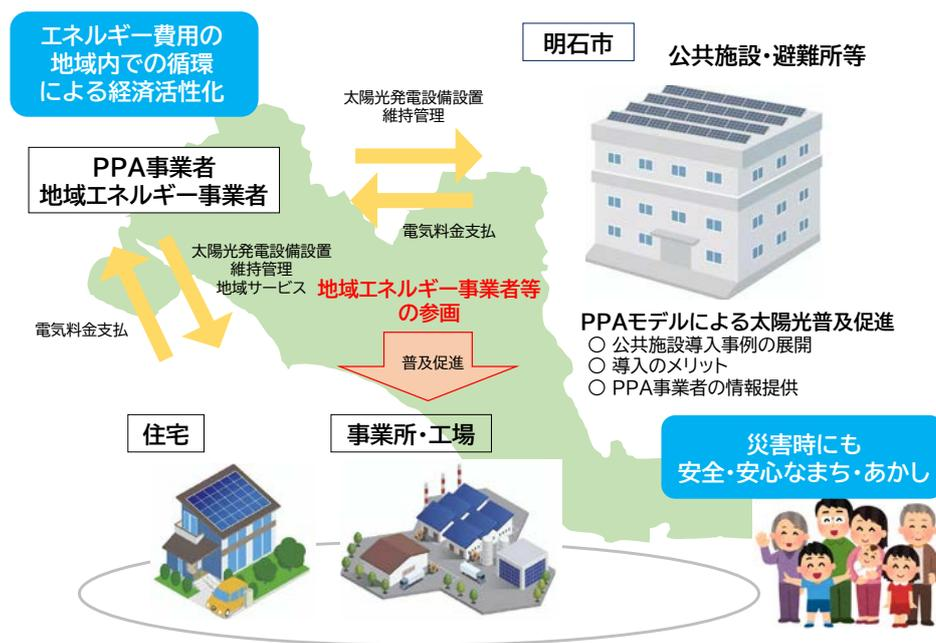 エネルギー費用の
地域内での循環
による経済活性化
明石市
公共施設・避難所等
太陽光発電設備設置
維持管理
PPA事業者
地域エネルギー事業者
電気料金支払
太陽光発電設備設置
維持管理
地域サービス
地域エネルギー事業者等
の参画
電気料金支払
普及促進
PPAモデルによる太陽光普及促進
〇 公共施設導入事例の展開
〇 導入のメリット
〇 PPA事業者の情報提供
住宅
事業所・工場
災害時にも
安全・安心なまち・あかし